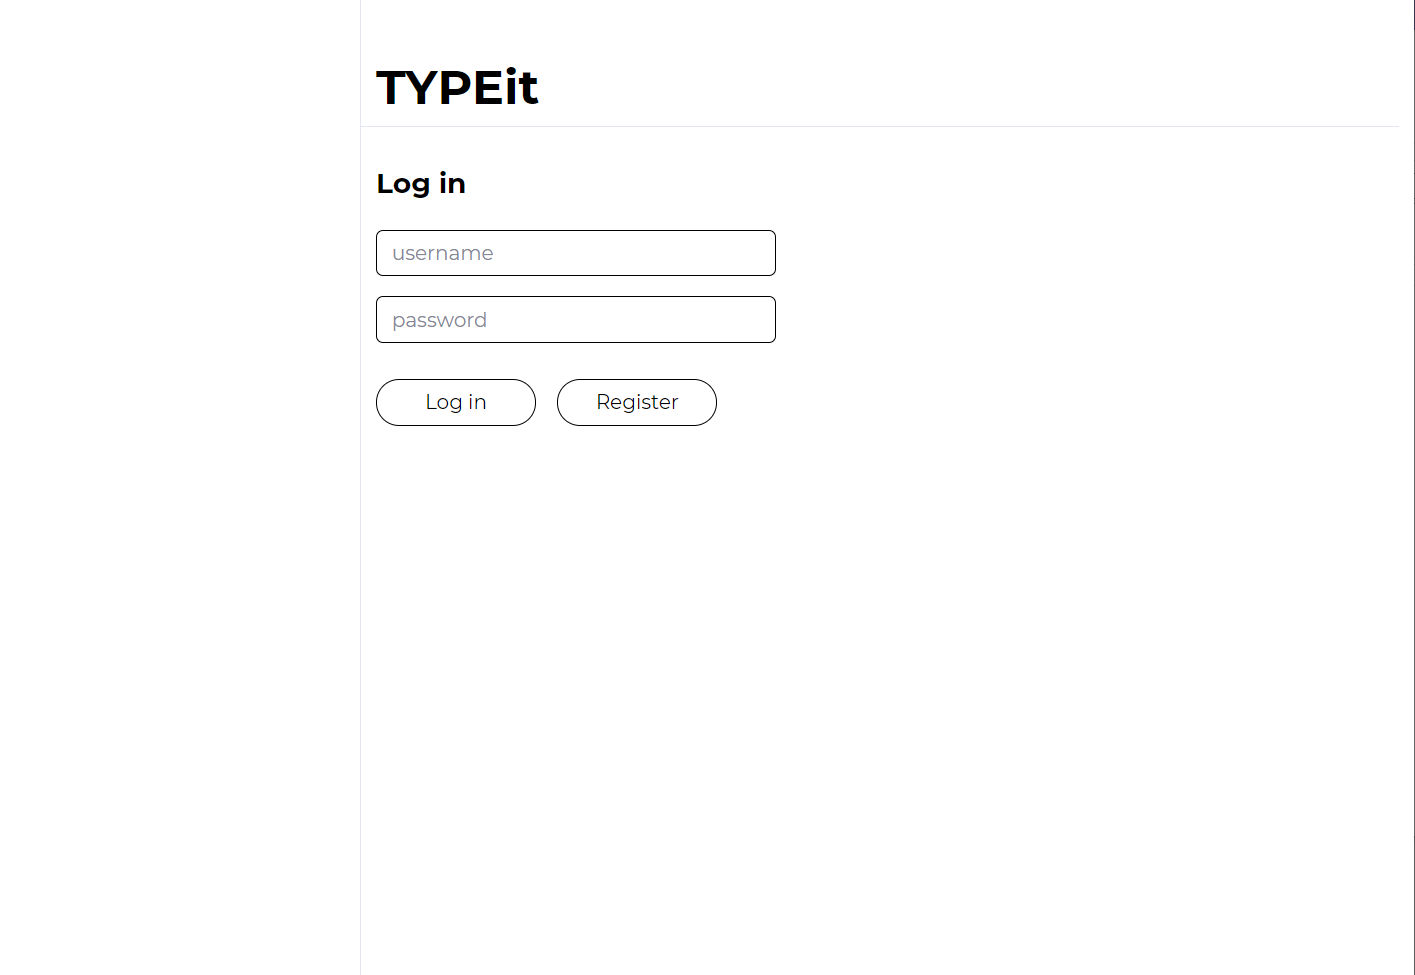 TYPEit
Log in
username
password
Log in Register